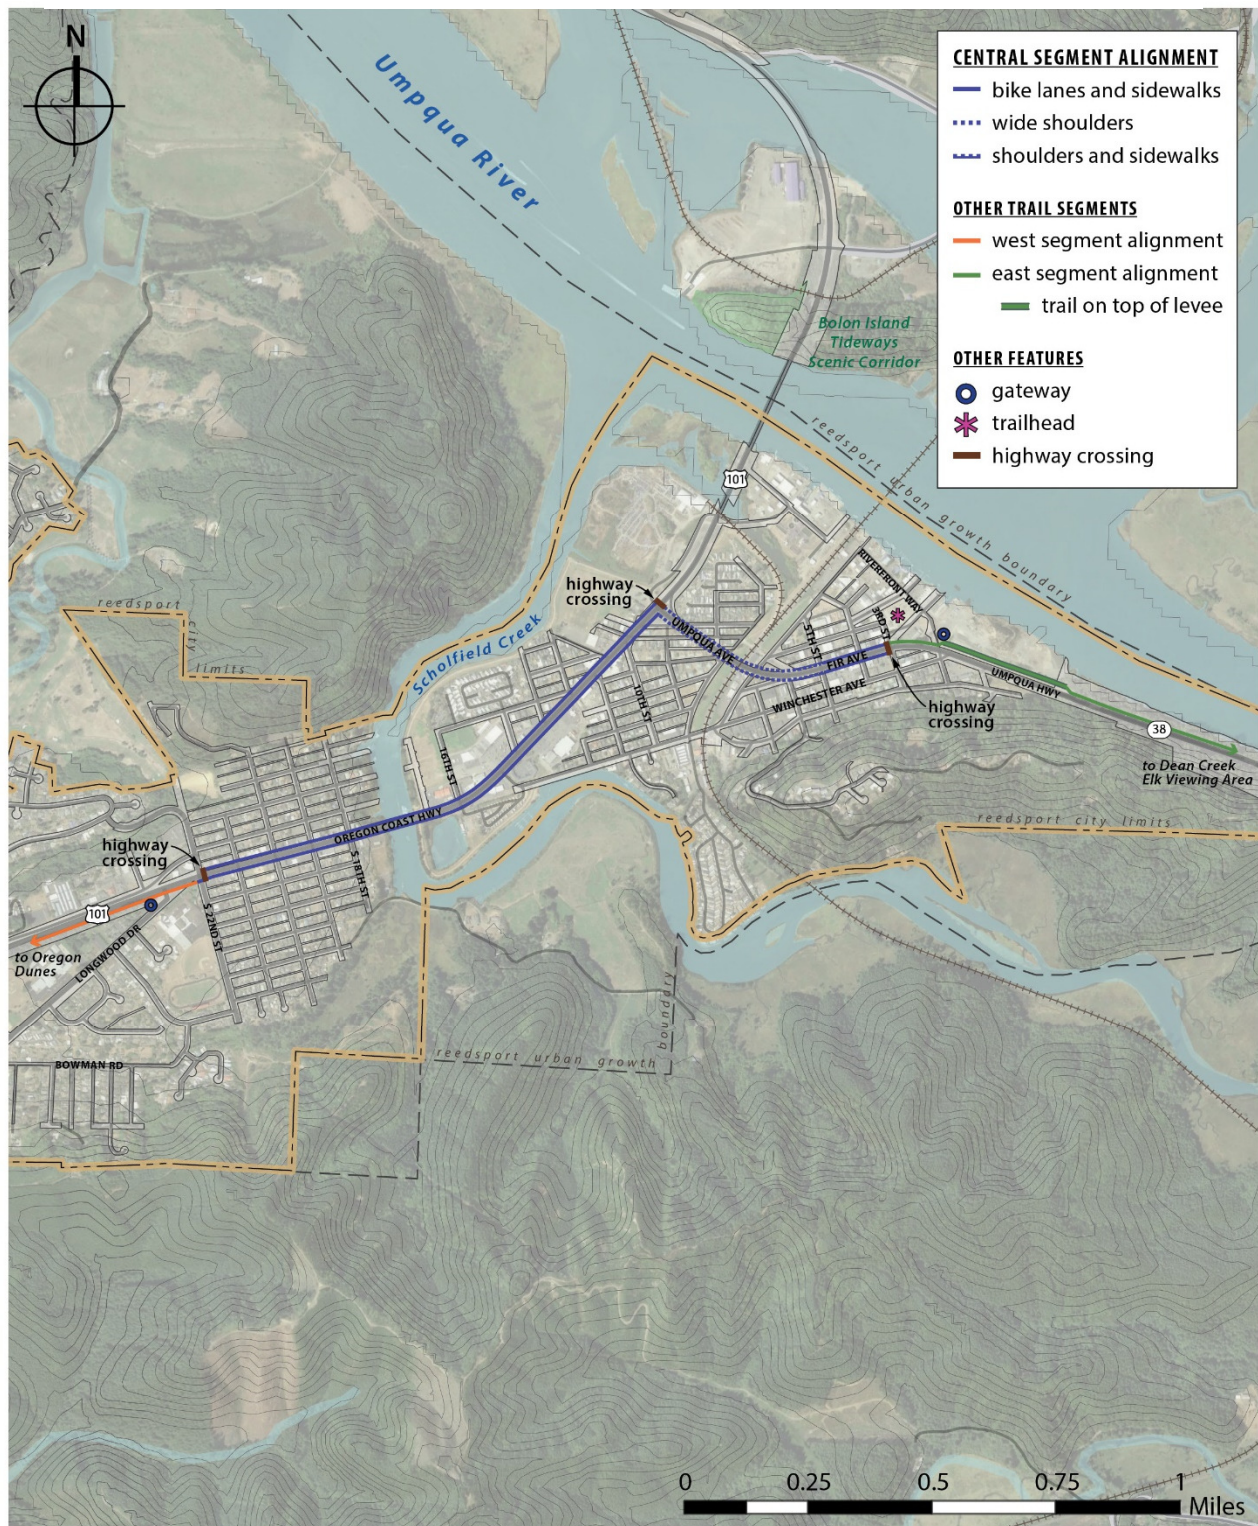 N
Umpqua River
CENTRAL SEGMENT ALIGNMENT
bike lanes and sidewalks
wide shoulders
shoulders and sidewalks
OTHER TRAIL SEGMENTS
west segment alignment
east segment alignment
trail on top of levee
OTHER FEATURES
gateway
trailhead
highway crossing
Bolon Island
Tideways
Scenic Corridor
reedsport urban growth boundary
101
highway
crossing
RIVERFRONT WAY
3RD ST
5TH ST
UMPQUA AVE
FIR AVE
WINCHESTER AVE
UMPQUA HWY
highway
crossing
38
to Dean Creek
Elk Viewing Area
reedsport city limits
reedsport
city
limits
Scholfield Creek
10TH ST
16TH ST
OREGON COAST HWY
S 18TH ST
highway
crossing
101
S 22ND ST
LONGWOOD DR
to Oregon
Dunes
BOWMAN RD
reedsport urban growth
boundary
0 0.25 0.5 0.75 1
Miles